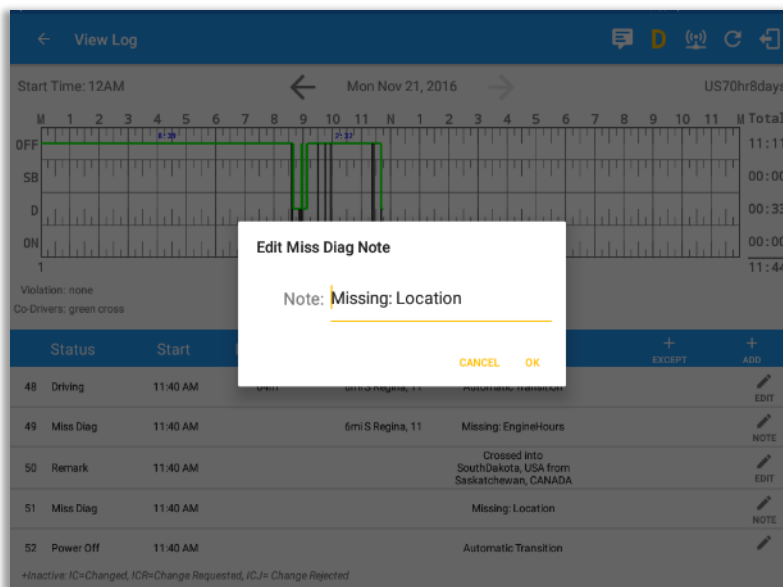 View Log
D
Start Time: 12AM
Mon Nov 21, 2016
US70hr8days
M 1 2 3 4 5 6 7 8 9 10 11 N 1 2 3 4 5 6 7 8 9 10 11 M Total
OFF 11:11
SB 00:00
D 00:33
ON 00:00
1 11:44
Violation: none
Co-Drivers: green cross
Edit Miss Diag Note
Note: Missing: Location
CANCEL OK
Status Start
EXCEPT ADD
48 Driving 11:40 AM 6mi S Regina, 11 Automatic Transition EDIT
49 Miss Diag 11:40 AM 6mi S Regina, 11 Missing: EngineHours NOTE
50 Remark 11:40 AM Crossed into
SouthDakota, USA from
Saskatchewan, CANADA EDIT
51 Miss Diag 11:40 AM Missing: Location NOTE
52 Power Off 11:40 AM Automatic Transition
+Inactive: IC=Changed, ICR=Change Requested, ICJ= Change Rejected